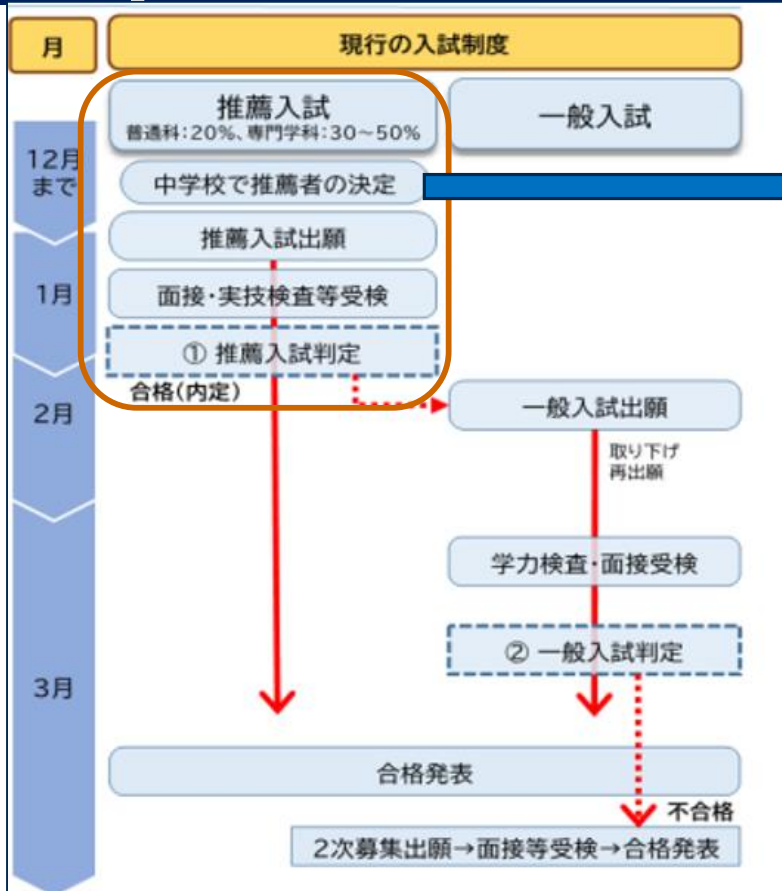 月
現行の入試制度
推薦入試
普通科:20%、専門学科:30~50%
一般入試
12月
まで
中学校で推薦者の決定
推薦入試出願
1月
面接・実技検査等受検
① 推薦入試判定
合格(内定)
2月
一般入試出願
取り下げ
再出願
学力検査・面接受検
② 一般入試判定
3月
合格発表
不合格
2次募集出願→面接等受検→合格発表